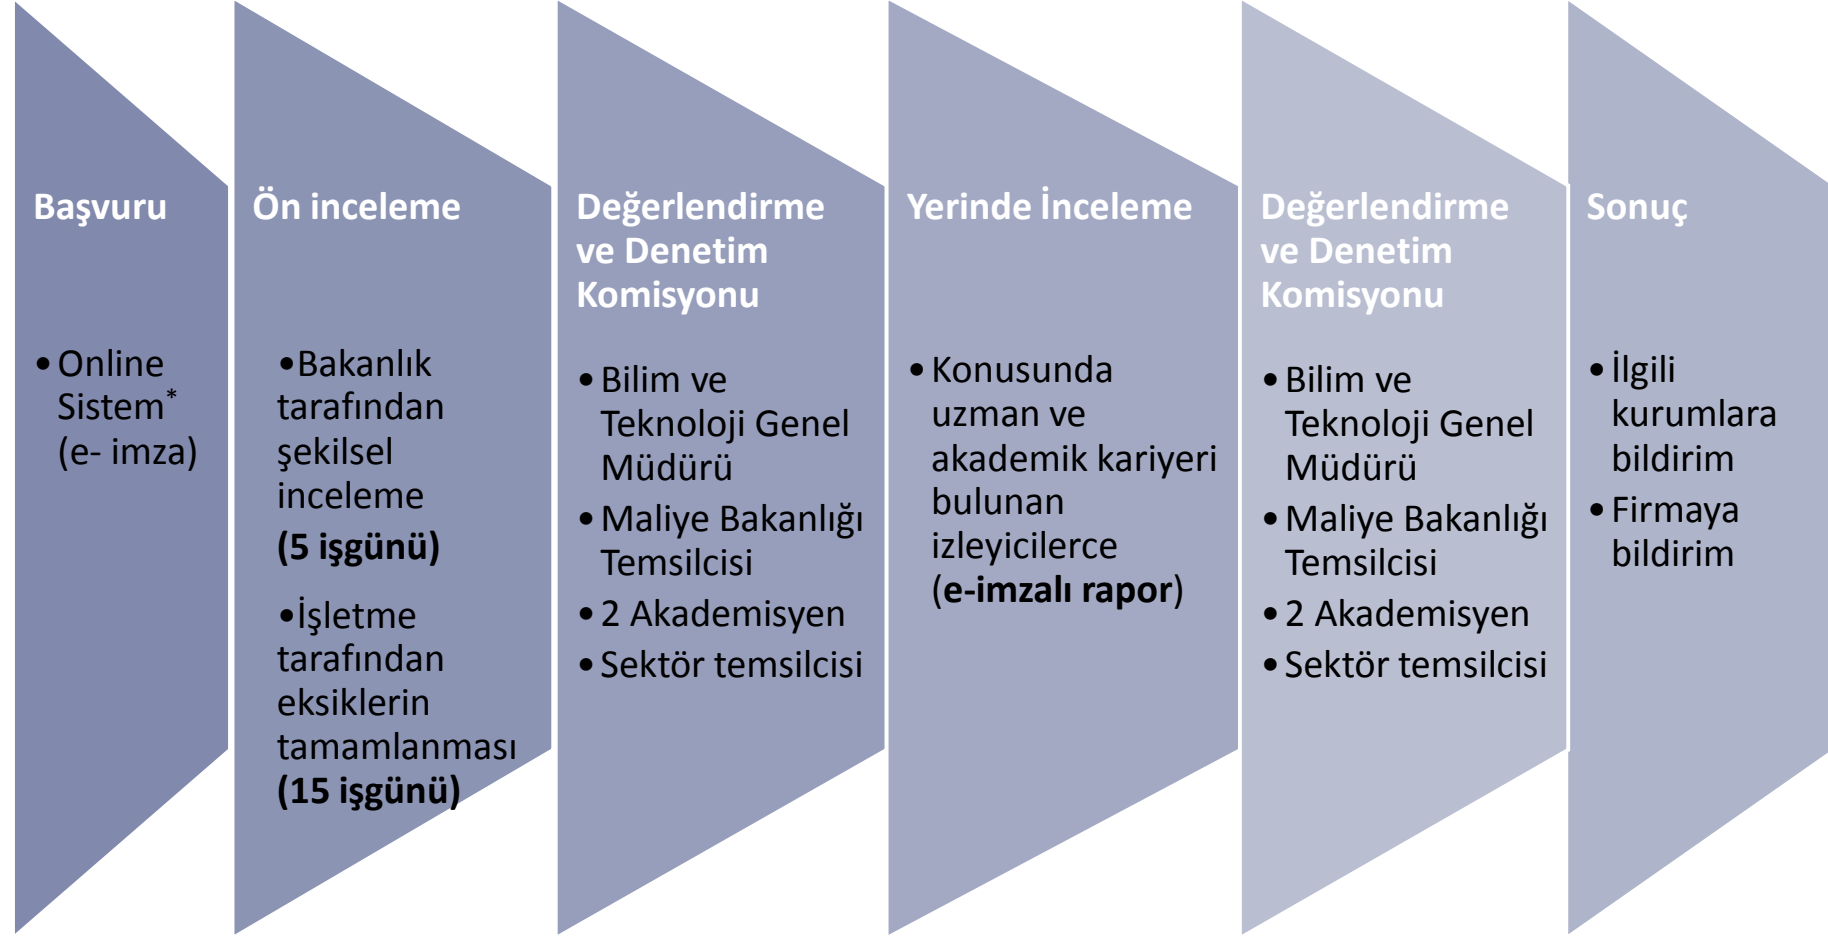 Başvuru
• Online
Sistem*
(e- imza)
Ön inceleme
•Bakanlık
tarafından
şekilsel
inceleme
(5 işgünü)
•İşletme
tarafından
eksiklerin
tamamlanması
(15 işgünü)
Değerlendirme
ve Denetim
Komisyonu
• Bilim ve
Teknoloji Genel
Müdürü
• Maliye Bakanlığı
Temsilcisi
• 2 Akademisyen
• Sektör temsilcisi
Yerinde İnceleme
• Konusunda
uzman ve
akademik kariyeri
bulunan
izleyicilerce
(e-imzalı rapor)
Değerlendirme
ve Denetim
Komisyonu
• Bilim ve
Teknoloji Genel
Müdürü
• Maliye Bakanlığı
Temsilcisi
• 2 Akademisyen
• Sektör temsilcisi
Sonuç
• İlgili
kurumlara
bildirim
• Firmaya
bildirim